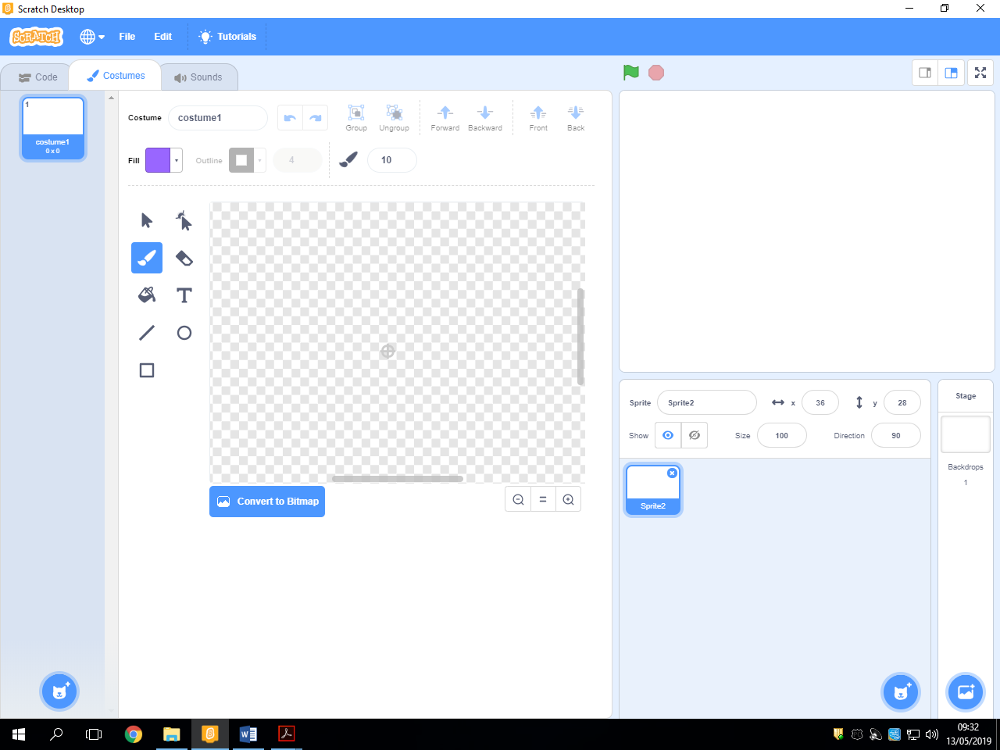 Scratch Desktop
SCRATCH
File
Edit
Tutorials
Code
Costumes
Sounds
1
costume1
0 x 0
Costume
costume1
Group
Ungroup
Forward
Backward
Front
Back
Fill
Outline
4
10
Convert to Bitmap
Sprite
Sprite2
x
36
y
28
Show
Size
100
Direction
90
Sprite2
Stage
Backdrops
1
09:32
13/05/2019